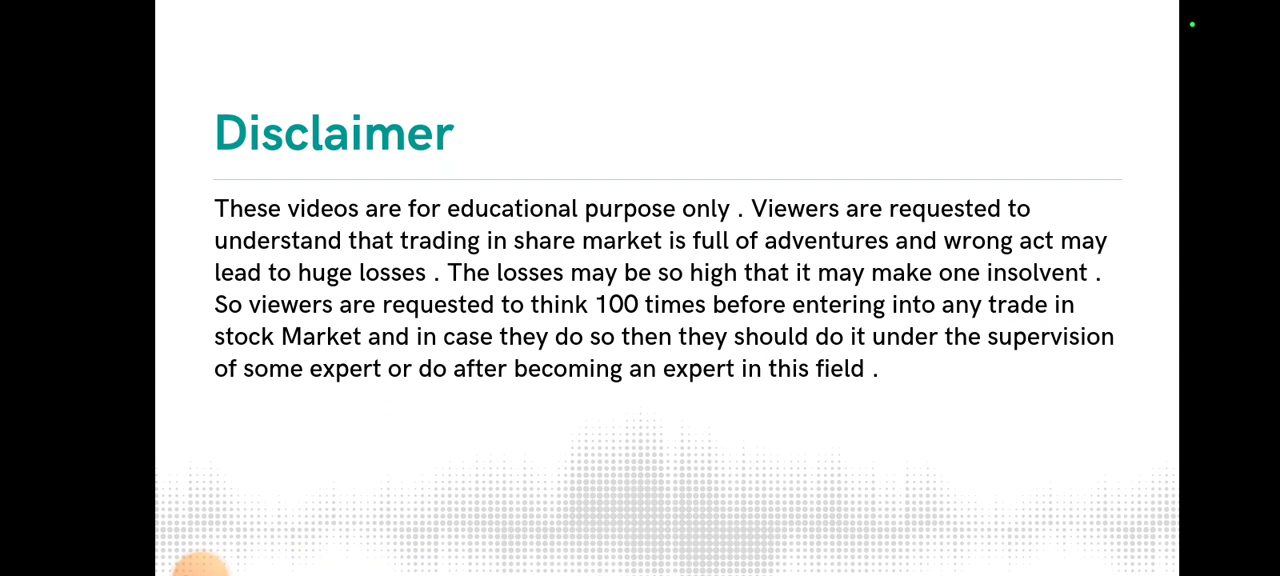 Disclaimer
These videos are for educational purpose only . Viewers are requested to
understand that trading in share market is full of adventures and wrong act may
lead to huge losses . The losses may be so high that it may make one insolvent .
So viewers are requested to think 100 times before entering into any trade in
stock Market and in case they do so then they should do it under the supervision
of some expert or do after becoming an expert in this field .